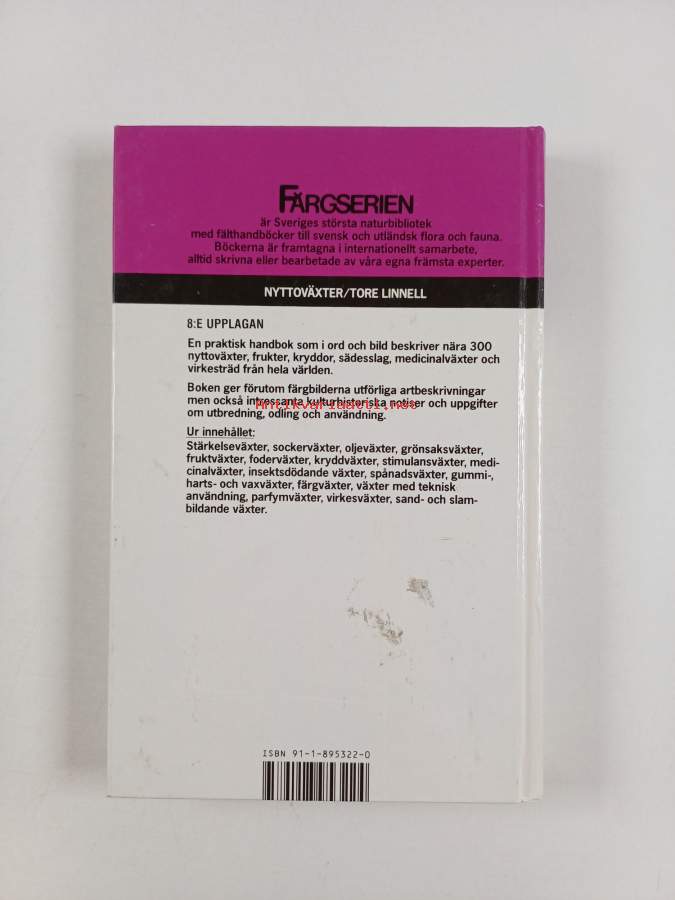 FÄRGSERIEN
är Sveriges största naturbibliotek
med fälthandböcker till svensk och utländsk flora och fauna.
Böckerna är framtagna i internationellt samarbete,
alltid skrivna eller bearbetade av våra egna främsta experter.
NYTTOVÄXTER/TORE LINNELL
8:E UPPLAGAN
En praktisk handbok som i ord och bild beskriver nära 300
nyttoväxter, frukter, kryddor, sädesslag, medicinalväxter och
virkesträd från hela världen.
Boken ger förutom färgbilderna utförliga artbeskrivningar
men också intressanta kulturhistoriska notiser och uppgifter
Antikvariaatti.net
om utbredning, odling och användning.
Ur innehållet:
Stärkelseväxter, sockerväxter, oljeväxter, grönsaksväxter,
fruktväxter, foderväxter, kryddväxter, stimulansväxter, medi-
cinalväxter, insektsdödande växter, spånadsväxter, gummi-,
harts- och vaxväxter, färgväxter, växter med teknisk
användning, parfymväxter, virkesväxter, sand- och slam-
bildande växter.
ISBN 91-1-895322-0